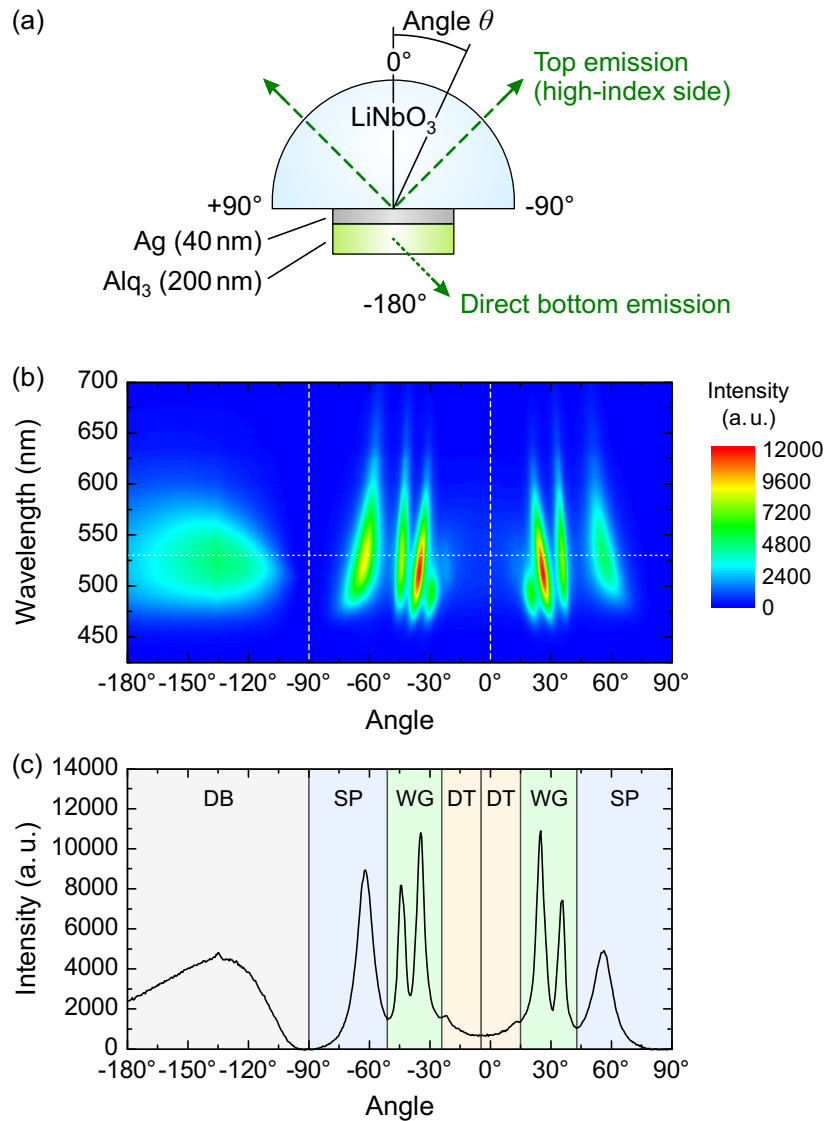 (a)
Angle θ
0°
Top emission
(high-index side)
LiNbO₃
+90°
-90°
Ag (40 nm)
Alq₃ (200 nm)
-180°
Direct bottom emission
(b)
700
650
600
550
500
450
Wavelength (nm)
-180° -150° -120° -90° -60° -30° 0° 30° 60° 90°
Angle
Intensity
(a. u.)
12000
9600
7200
4800
2400
0
(c)
14000
12000
10000
8000
6000
4000
2000
0
Intensity (a. u.)
DB SP WG DT DT WG SP
-180° -150° -120° -90° -60° -30° 0° 30° 60° 90°
Angle